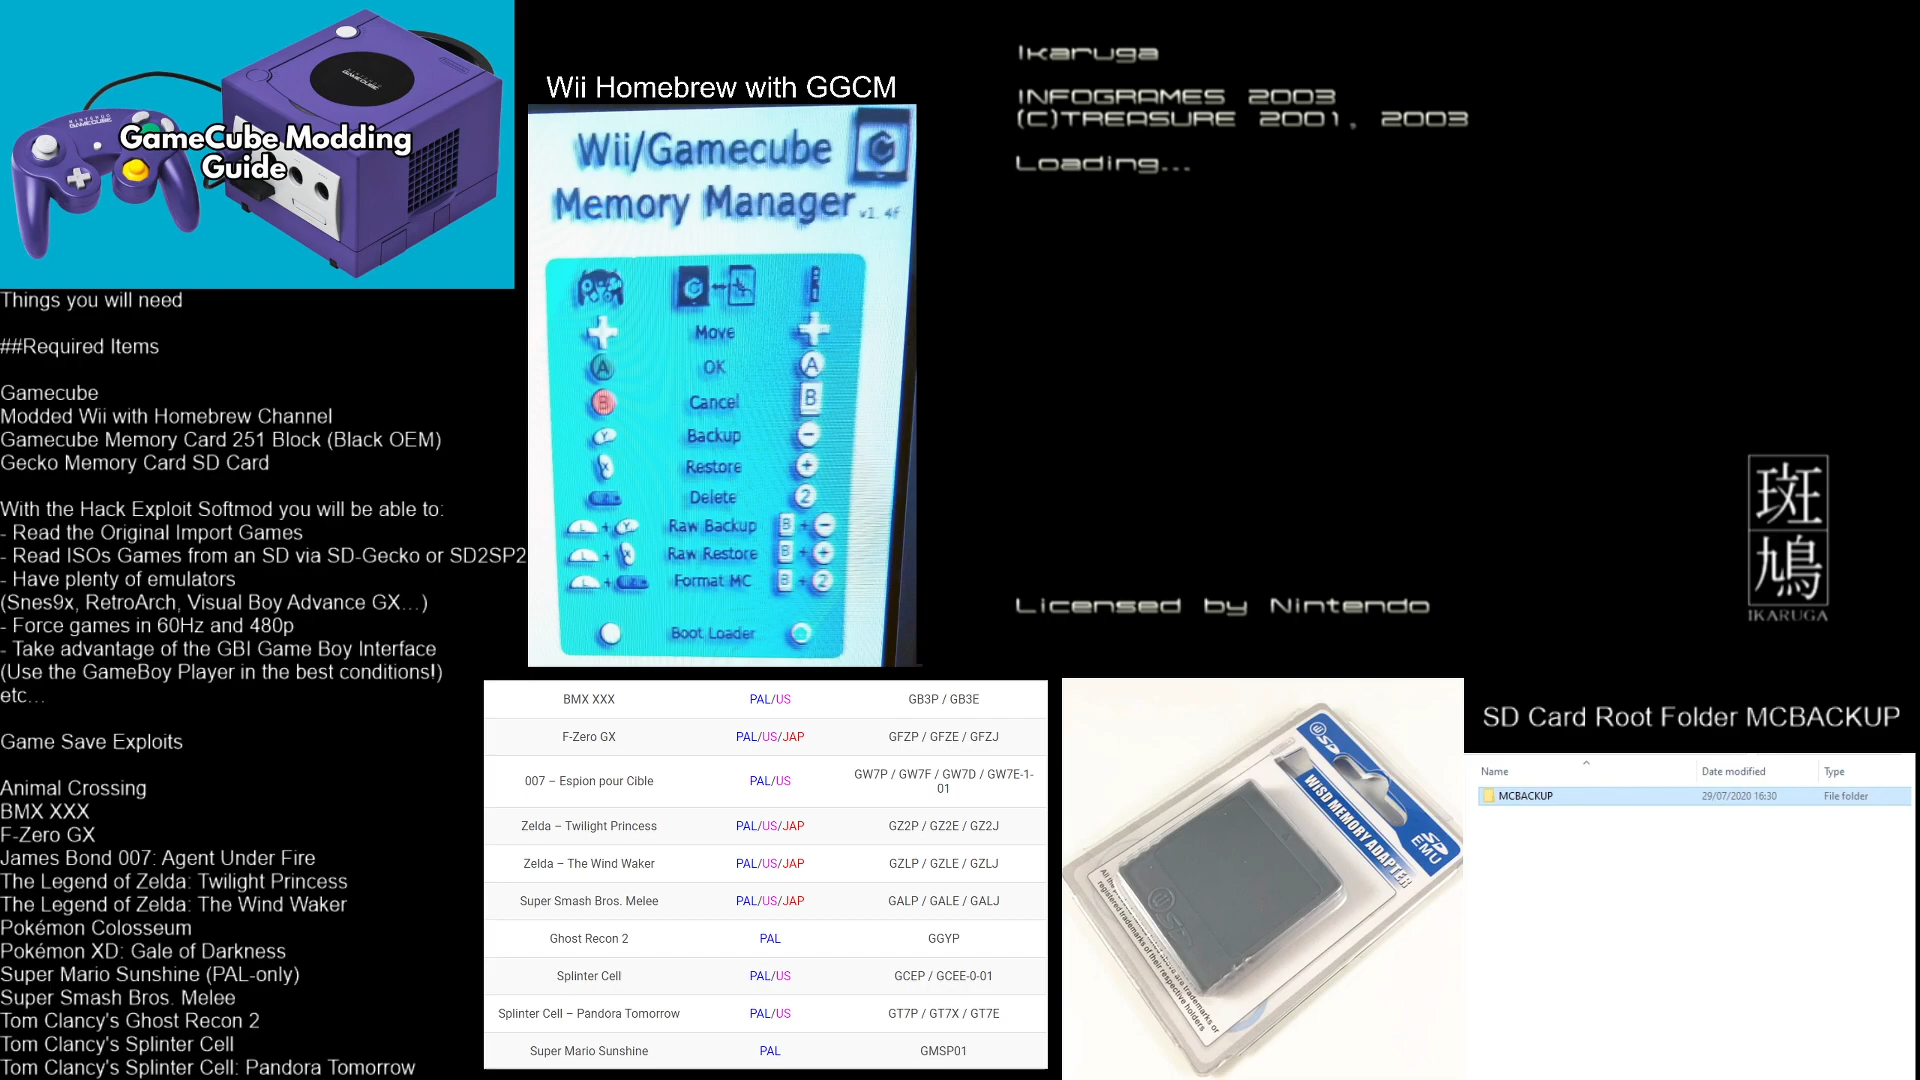 GameCube Modding
Guide
Things you will need
##Required Items
Gamecube
Modded Wii with Homebrew Channel
Gamecube Memory Card 251 Block (Black OEM)
Gecko Memory Card SD Card
With the Hack Exploit Softmod you will be able to:
- Read the Original Import Games
- Read ISOs Games from an SD via SD-Gecko or SD2SP2
- Have plenty of emulators
(Snes9x, RetroArch, Visual Boy Advance GX…)
- Force games in 60Hz and 480p
- Take advantage of the GBI Game Boy Interface
(Use the GameBoy Player in the best conditions!)
etc…
Game Save Exploits
Animal Crossing
BMX XXX
F-Zero GX
James Bond 007: Agent Under Fire
The Legend of Zelda: Twilight Princess
The Legend of Zelda: The Wind Waker
Pokémon Colosseum
Pokémon XD: Gale of Darkness
Super Mario Sunshine (PAL-only)
Super Smash Bros. Melee
Tom Clancy's Ghost Recon 2
Tom Clancy's Splinter Cell
Tom Clancy's Splinter Cell: Pandora Tomorrow
Wii Homebrew with GGCM
Wii/Gamecube
Memory Manager v1.4f
Move
A OK A
B Cancel B
Y Backup −
X Restore +
Z Delete 2
L + Y Raw Backup B + −
L + X Raw Restore B + +
L + Z Format MC B + 2
Boot Loader
BMX XXX PAL/US GB3P / GB3E
F-Zero GX PAL/US/JAP GFZP / GFZE / GFZJ
007 – Espion pour Cible PAL/US GW7P / GW7F / GW7D / GW7E-1-
01
Zelda – Twilight Princess PAL/US/JAP GZ2P / GZ2E / GZ2J
Zelda – The Wind Waker PAL/US/JAP GZLP / GZLE / GZLJ
Super Smash Bros. Melee PAL/US/JAP GALP / GALE / GALJ
Ghost Recon 2 PAL GGYP
Splinter Cell PAL/US GCEP / GCEE-0-01
Splinter Cell – Pandora Tomorrow PAL/US GT7P / GT7X / GT7E
Super Mario Sunshine PAL GMSP01
Ikaruga
INFOGRAMES 2003
(C)TREASURE 2001, 2003
Loading...
Licensed by Nintendo
斑
鳩
IKARUGA
WISD MEMORY ADAPTER
SD
EMU
SD Card Root Folder MCBACKUP
Name Date modified Type
MCBACKUP 29/07/2020 16:30 File folder